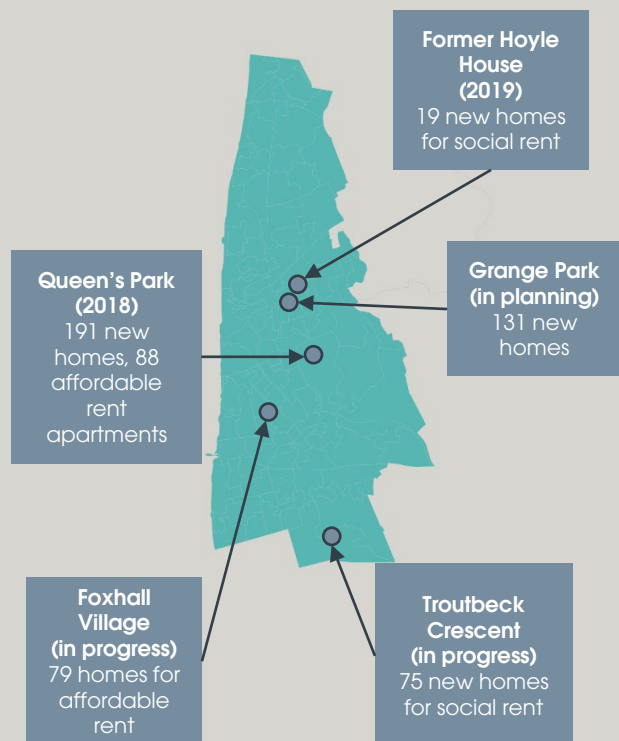 Former Hoyle
House
(2019)
19 new homes
for social rent
Queen's Park
(2018)
191 new
homes, 88
affordable
rent
apartments
Grange Park
(in planning)
131 new
homes
Foxhall
Village
(in progress)
79 homes for
affordable
rent
Troutbeck
Crescent
(in progress)
75 new homes
for social rent